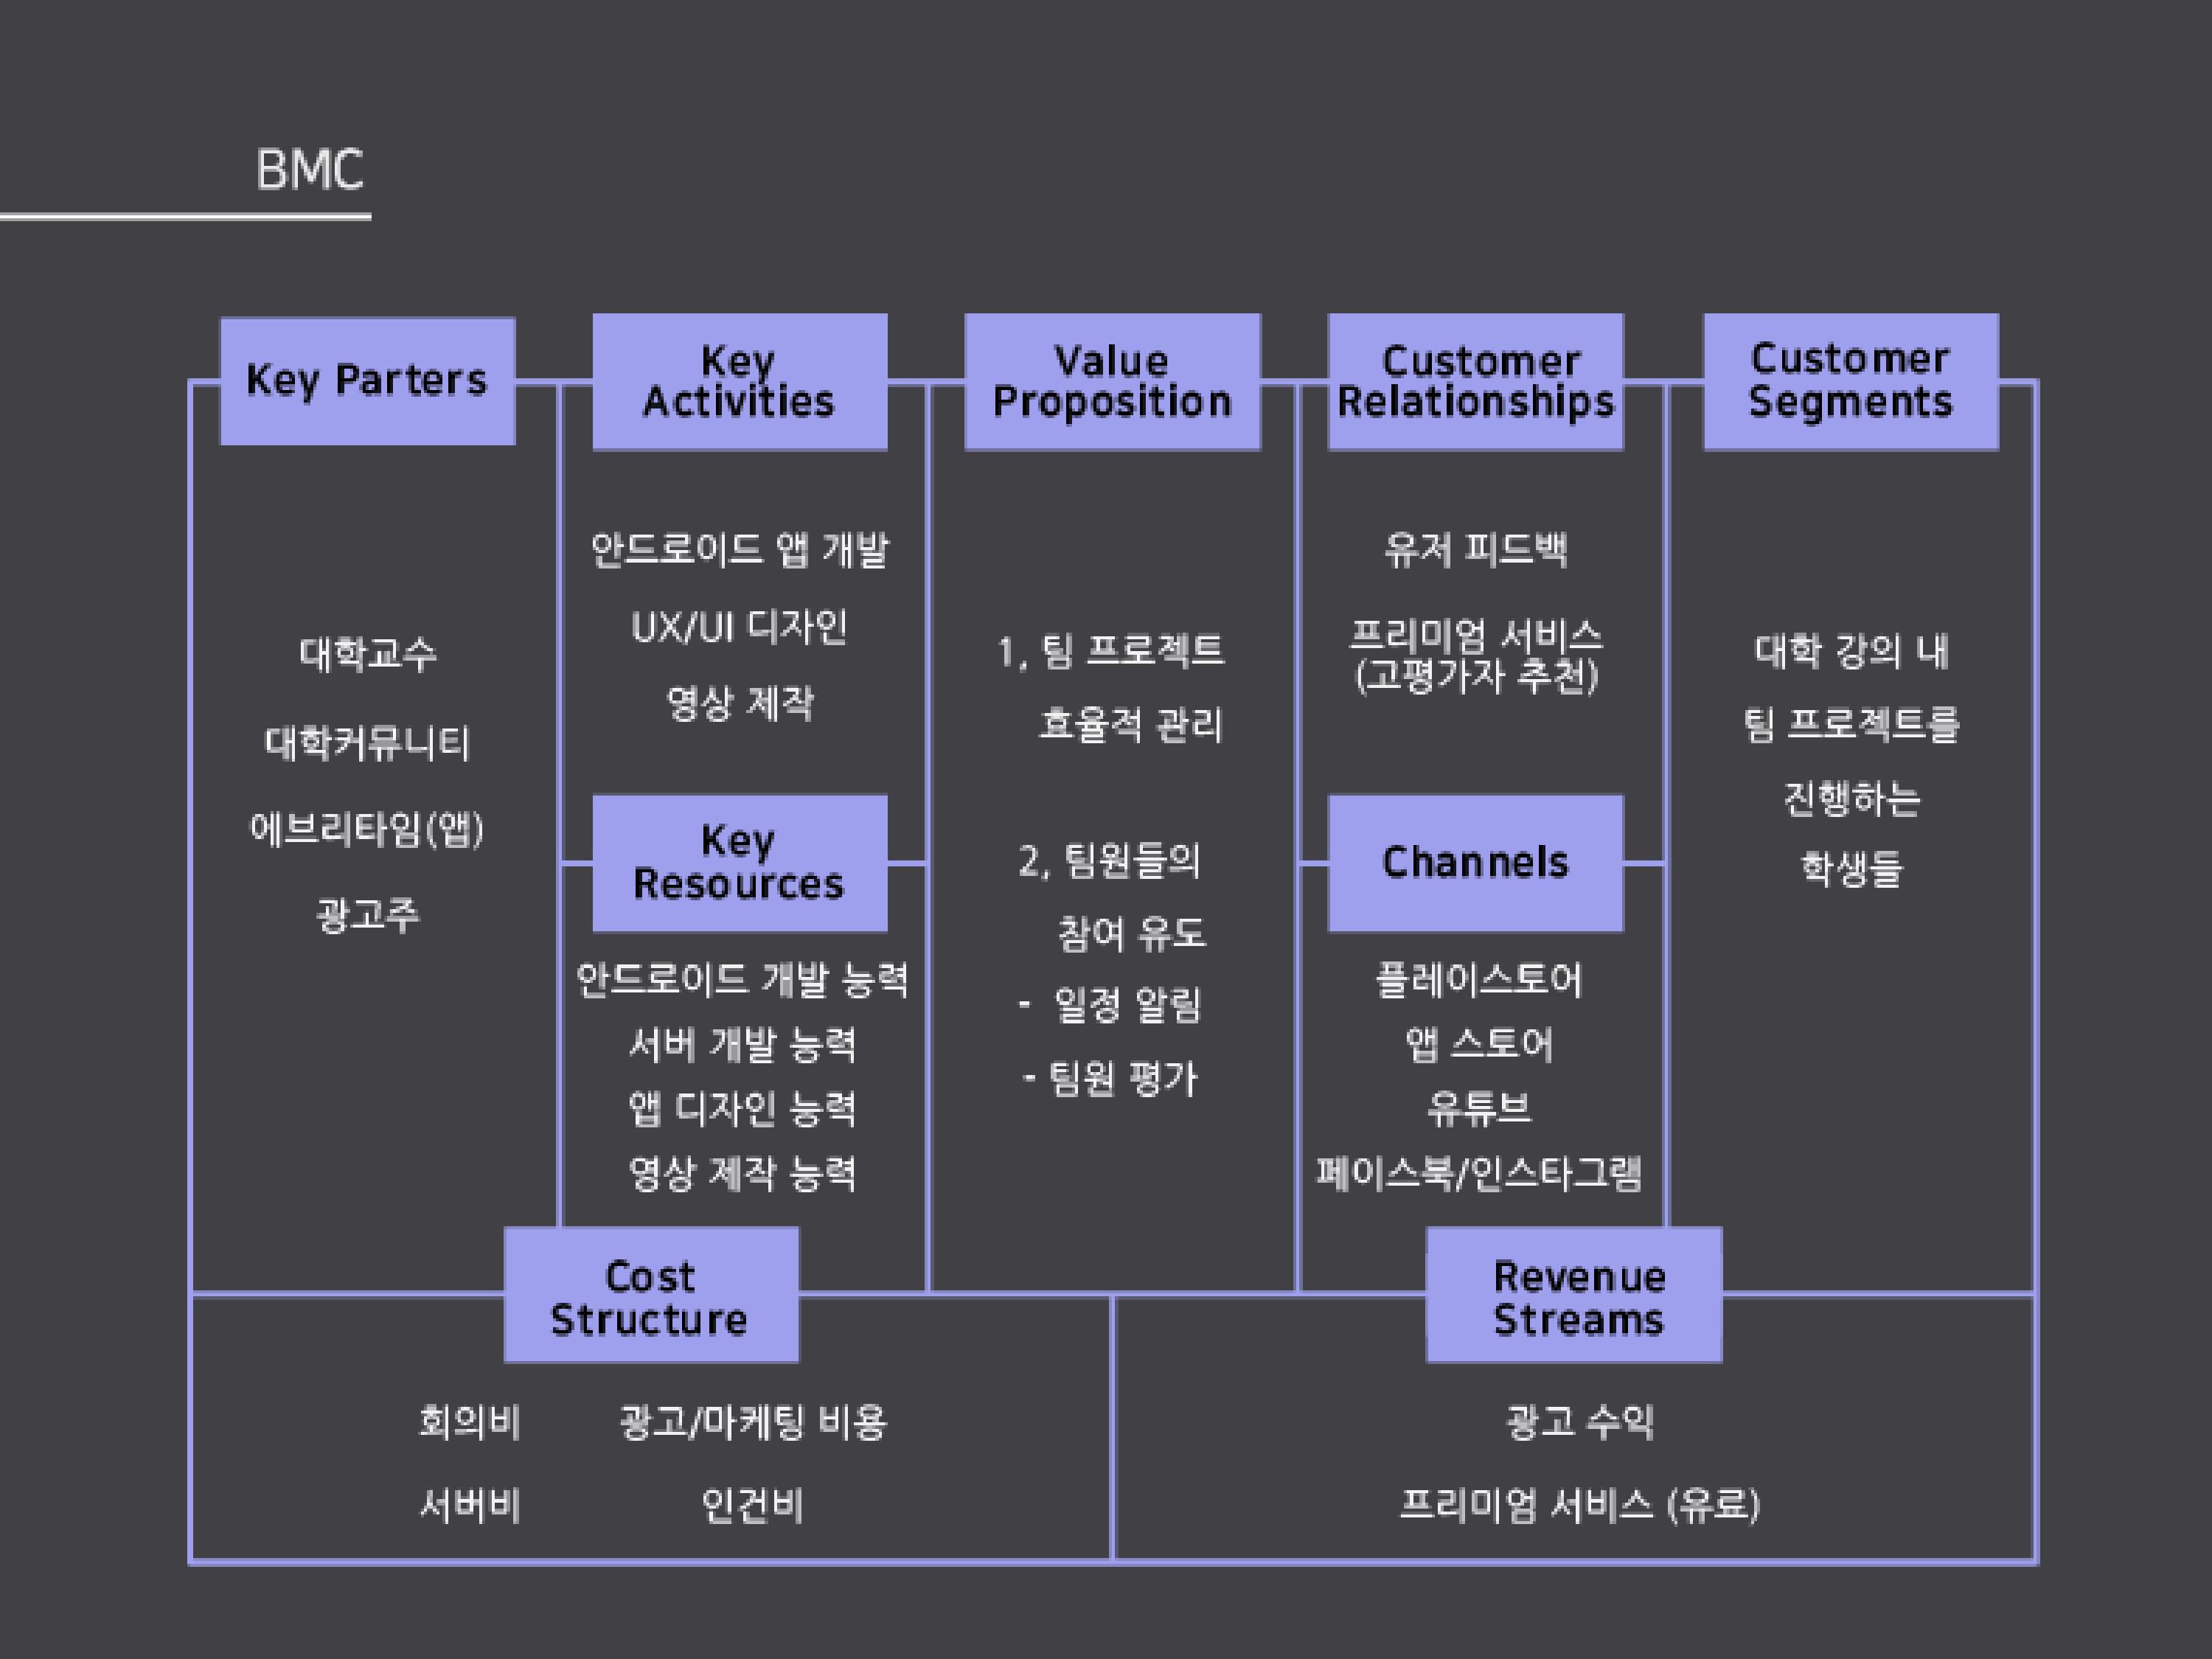 BMC
Key Parters
대학교수
대학커뮤니티
에브리타임(앱)
광고주
Key
Activities
안드로이드 앱 개발
UX/UI 디자인
영상 제작
Key
Resources
안드로이드 개발 능력
서버 개발 능력
앱 디자인 능력
영상 제작 능력
Value
Proposition
1, 팀 프로젝트
효율적 관리
2, 팀원들의
참여 유도
- 일정 알림
- 팀원 평가
Customer
Relationships
유저 피드백
프리미엄 서비스
(고평가자 추천)
Channels
플레이스토어
앱 스토어
유튜브
페이스북/인스타그램
Customer
Segments
대학 강의 내
팀 프로젝트를
진행하는
학생들
Cost
Structure
회의비 광고/마케팅 비용
서버비 인건비
Revenue
Streams
광고 수익
프리미엄 서비스 (유료)